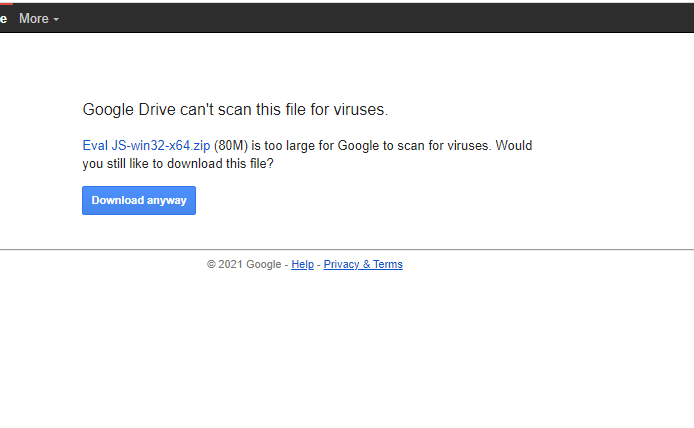 e More
Google Drive can't scan this file for viruses.
Eval JS-win32-x64.zip (80M) is too large for Google to scan for viruses. Would
you still like to download this file?
Download anyway
© 2021 Google - Help - Privacy & Terms